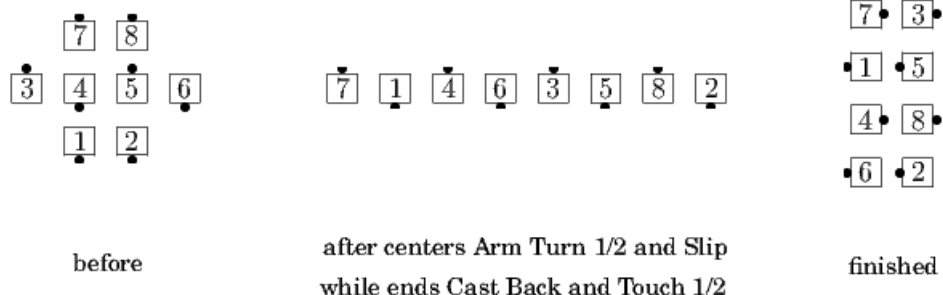 7 8
3 4 5 6
1 2
7 1 4 6 3 5 8 2
7 3
1 5
4 8
6 2
before
after centers Arm Turn 1/2 and Slip
while ends Cast Back and Touch 1/2
finished